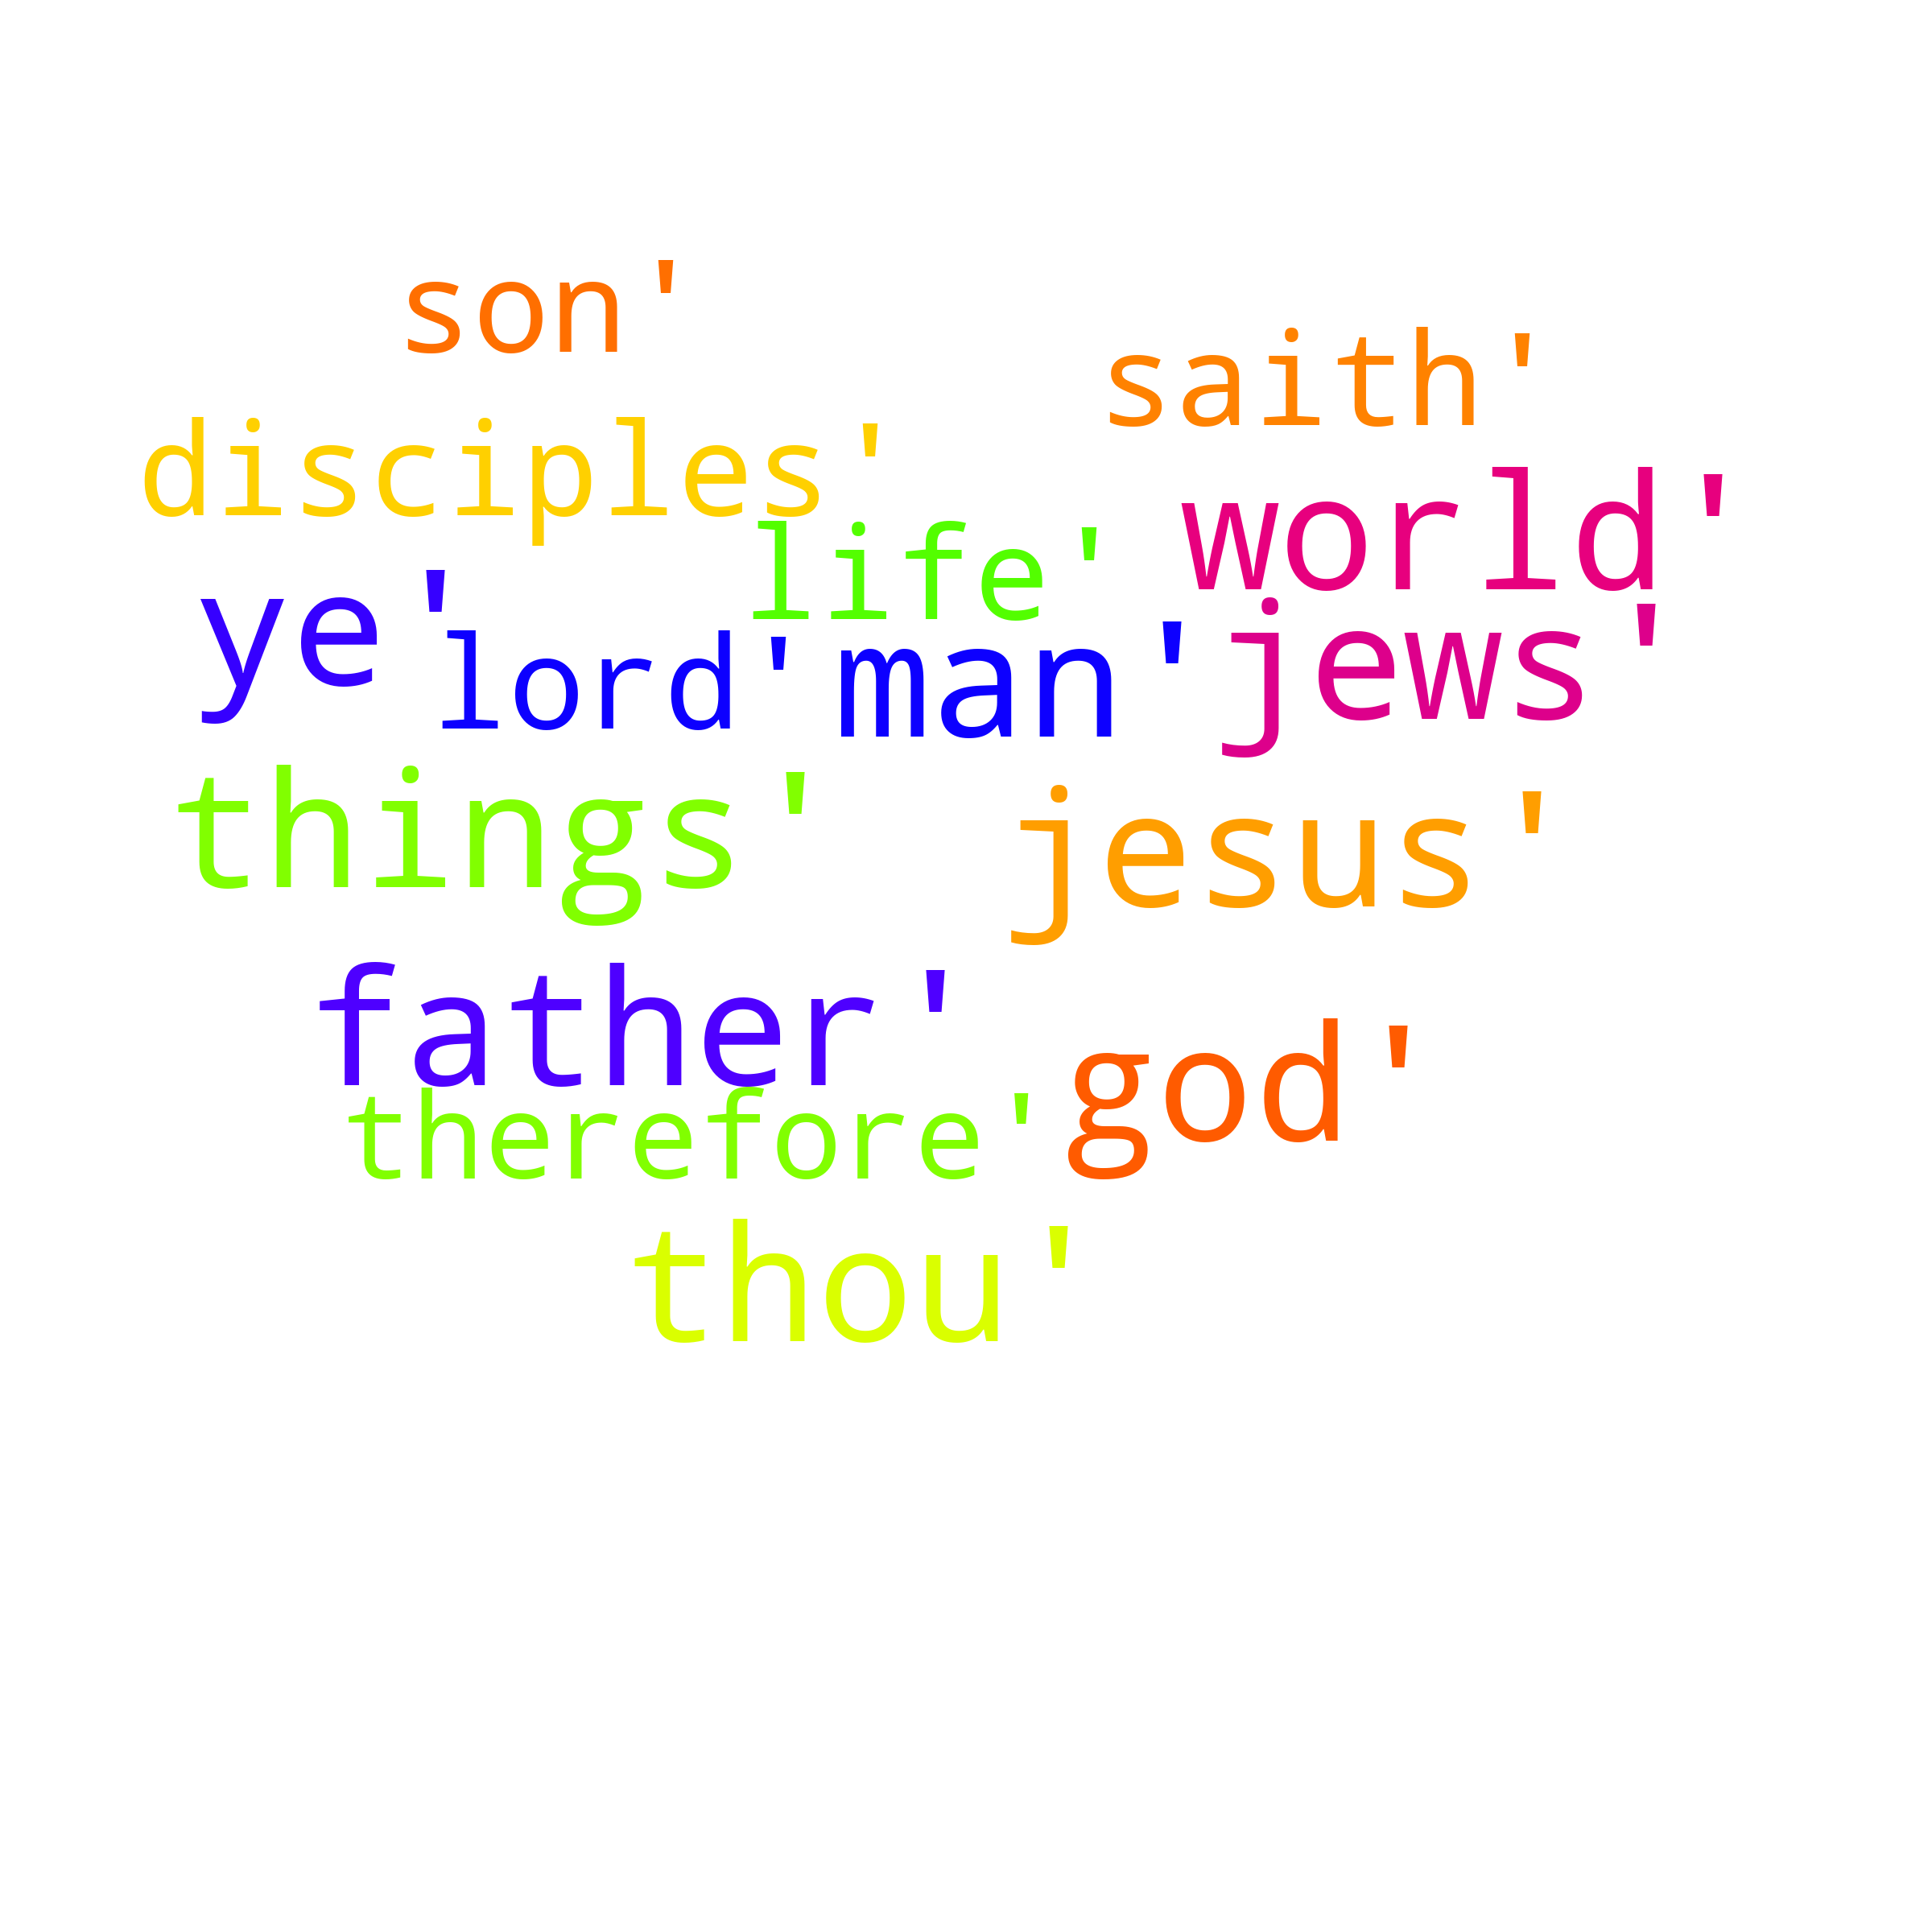 son'
saith'
disciples'
world'
life'
ye'
lord'
man'
jews'
things'
jesus'
father'
god'
therefore'
thou'